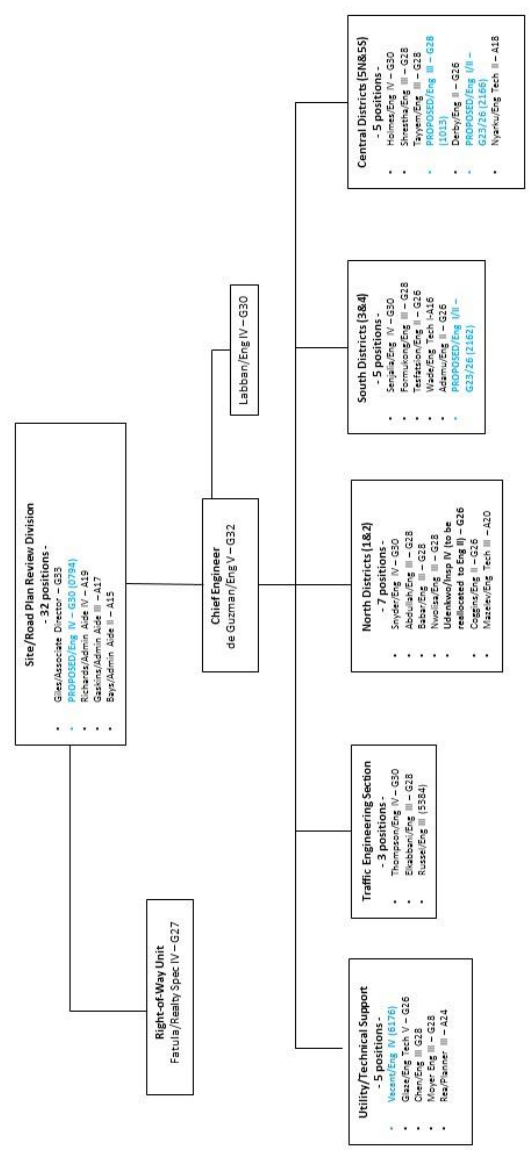 Site/Road Plan Review Division
- 32 positions -
• Giles/Associate Director – G33
• PROPOSED/Eng IV – G30 (0794)
• Richards/Admin Aide IV – A19
• Gaskins/Admin Aide III – A17
• Bays/Admin Aide II – A15
Right-of-Way Unit
Fatula/Realty Spec IV – G27
Chief Engineer
de Guzman/Eng V – G32
Labban/Eng IV – G30
Utility/Technical Support
- 5 positions -
• Vacant/Eng IV (6176)
• Glaze/Eng Tech V – G26
• Chen/Eng III G28
• Moyer Eng III – G28
• Rea/Planner III – A24
Traffic Engineering Section
- 3 positions -
• Thompson/Eng IV – G30
• Elkabbani/Eng III – G28
• Russel/Eng III (5384)
North Districts (1&2)
- 7 positions -
• Snyder/Eng IV – G30
• Abdullah/Eng III – G28
• Babar/Eng III – G28
• Nwolisa/Eng III – G28
• Udenikwo/Insp IV (to be
reallocated to Eng II) – G26
• Coggins/Eng II – G26
• Mazelev/Eng Tech III – A20
South Districts (3&4)
- 5 positions -
• Senjalia/Eng IV – G30
• Formukong/Eng III – G28
• Tesfatsion/Eng II – G26
• Wade/Eng Tech I-A16
• Adamu/Eng II – G26
• PROPOSED/Eng I/II –
G23/26 (2162)
Central Districts (5N&5S)
- 5 positions -
• Holmes/Eng IV – G30
• Shrestha/Eng III – G28
• Tayyem/Eng III – G28
• PROPOSED/Eng III – G28
(1013)
• Derby/Eng II – G26
• PROPOSED/Eng I/II –
G23/26 (2166)
• Nyarku/Eng Tech II – A18